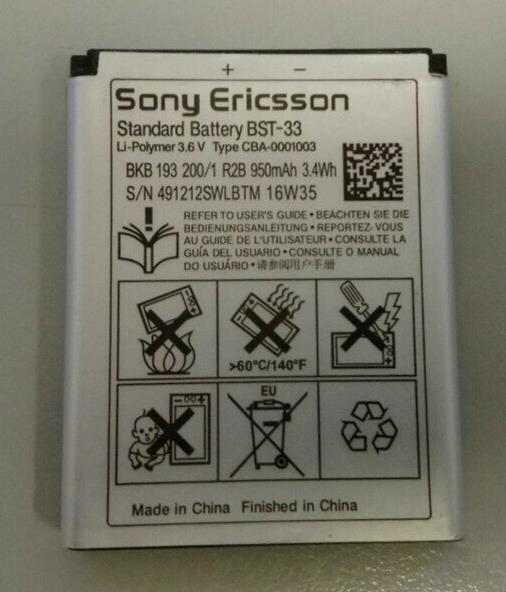 + −
Sony Ericsson
Standard Battery BST-33
Li-Polymer 3.6 V Type CBA-0001003
BKB 193 200/1 R2B 950mAh 3.4Wh
S/N 491212SWLBTM 16W35
REFER TO USER'S GUIDE • BEACHTEN SIE DIE
BEDIENUNGSANLEITUNG • REPORTEZ-VOUS
AU GUIDE DE L'UTILISATEUR • CONSULTE LA
GUÍA DEL USUARIO • CONSULTE O MANUAL
DO USUÁRIO • 请参阅用户手册
>60°C/140°F
EU
Made in China Finished in China